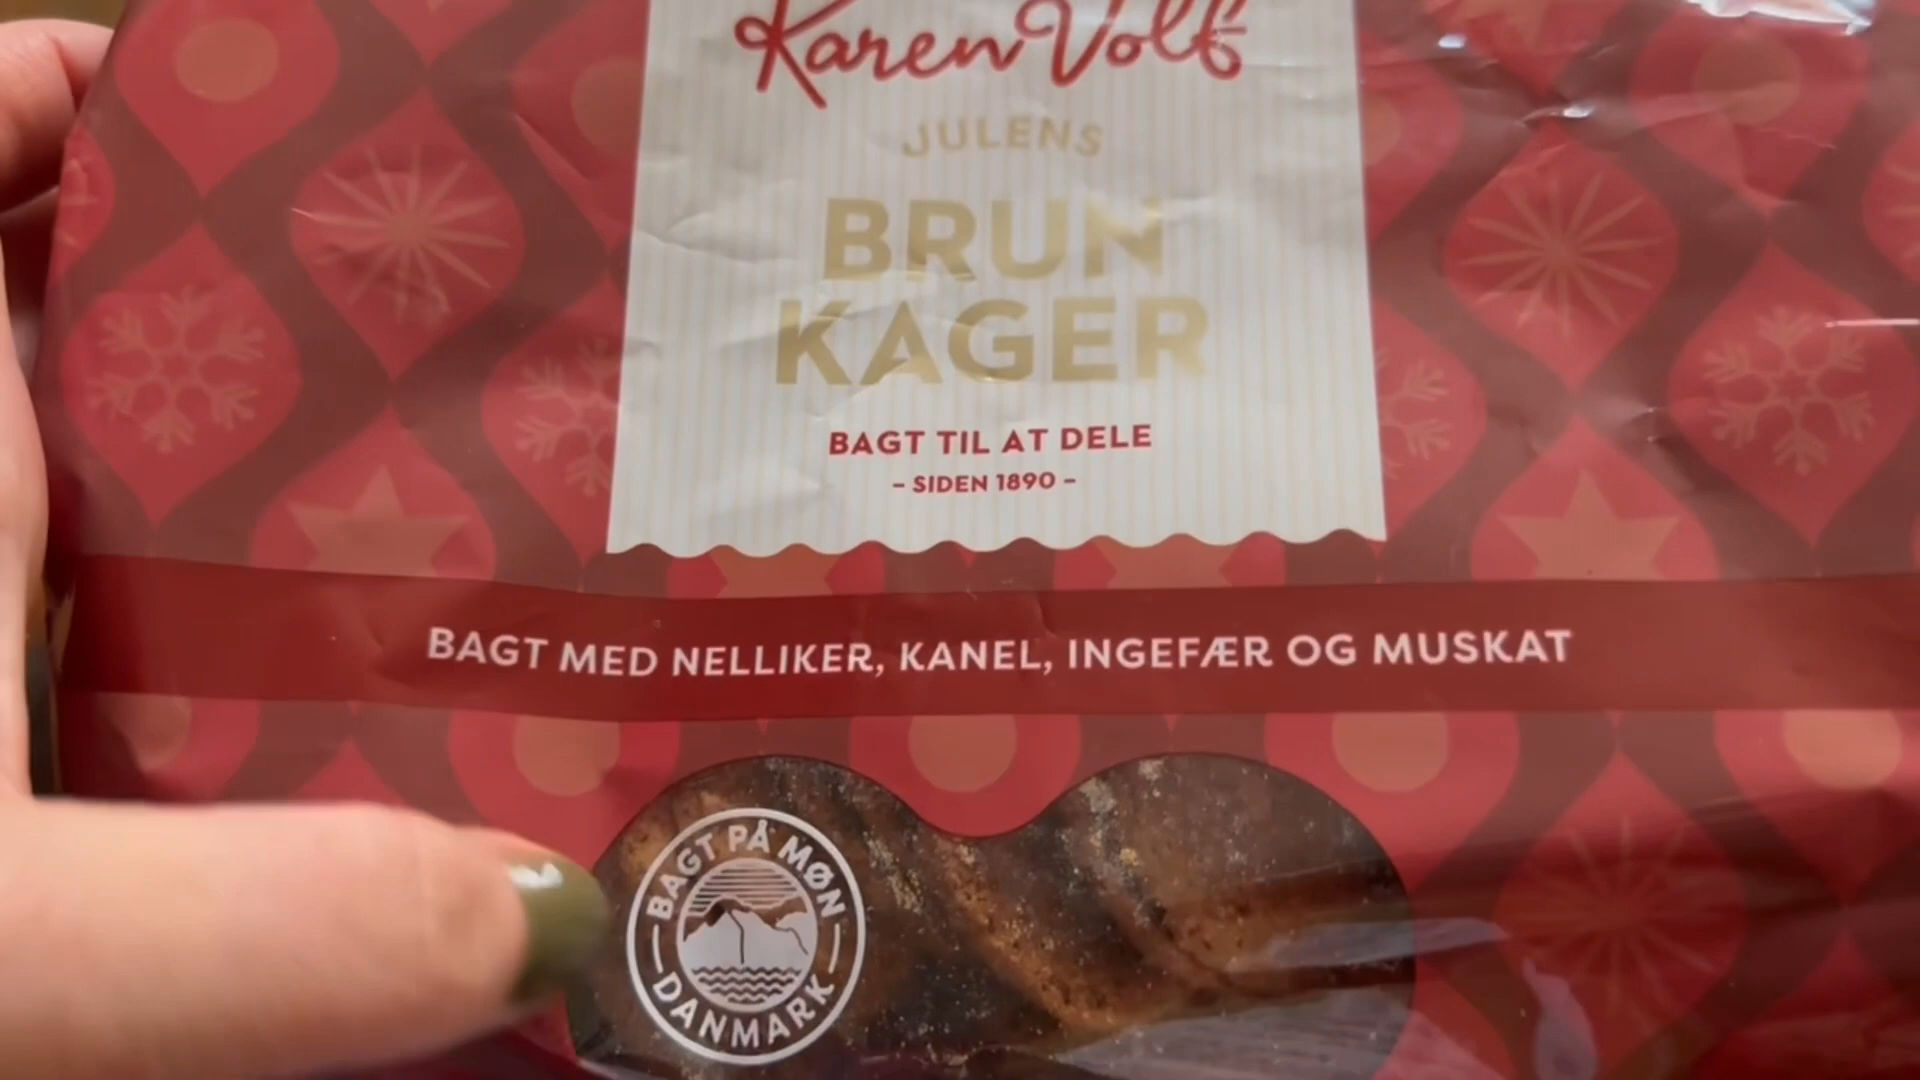 Karen Volf
JULENS
BRUN
KAGER
BAGT TIL AT DELE
- SIDEN 1890 -
BAGT MED NELLIKER, KANEL, INGEFÆR OG MUSKAT
BAGT PÅ MØN
DANMARK